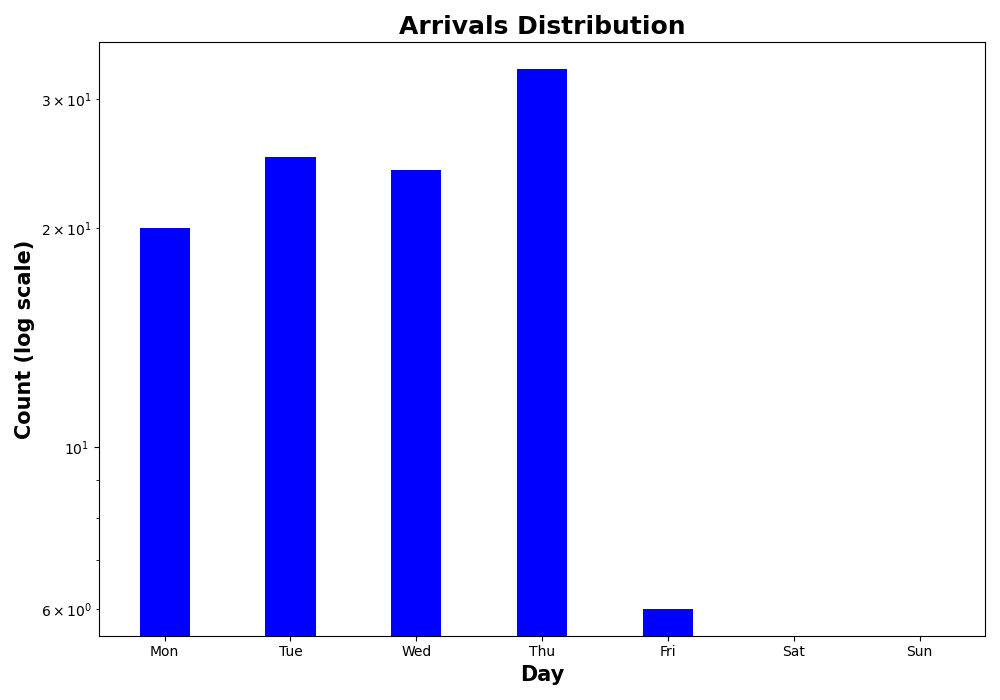 Arrivals Distribution
Count (log scale)
3 × 10¹
2 × 10¹
10¹
6 × 10⁰
Mon Tue Wed Thu Fri Sat Sun
Day